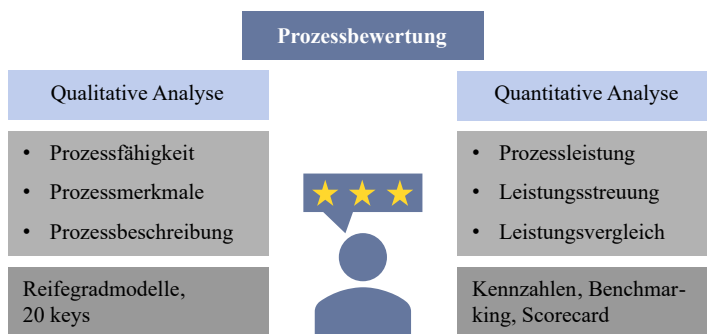 Prozessbewertung
Qualitative Analyse
• Prozessfähigkeit
• Prozessmerkmale
• Prozessbeschreibung
Reifegradmodelle,
20 keys
Quantitative Analyse
• Prozessleistung
• Leistungsstreuung
• Leistungsvergleich
Kennzahlen, Benchmar-
king, Scorecard